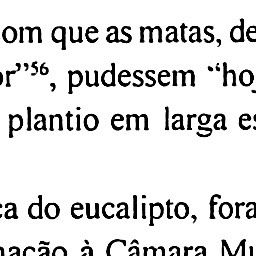 om que as matas, de
or”⁵⁶, pudessem “ho
plantio em larga es
ca do eucalipto, fora
mação à Câmara Mu